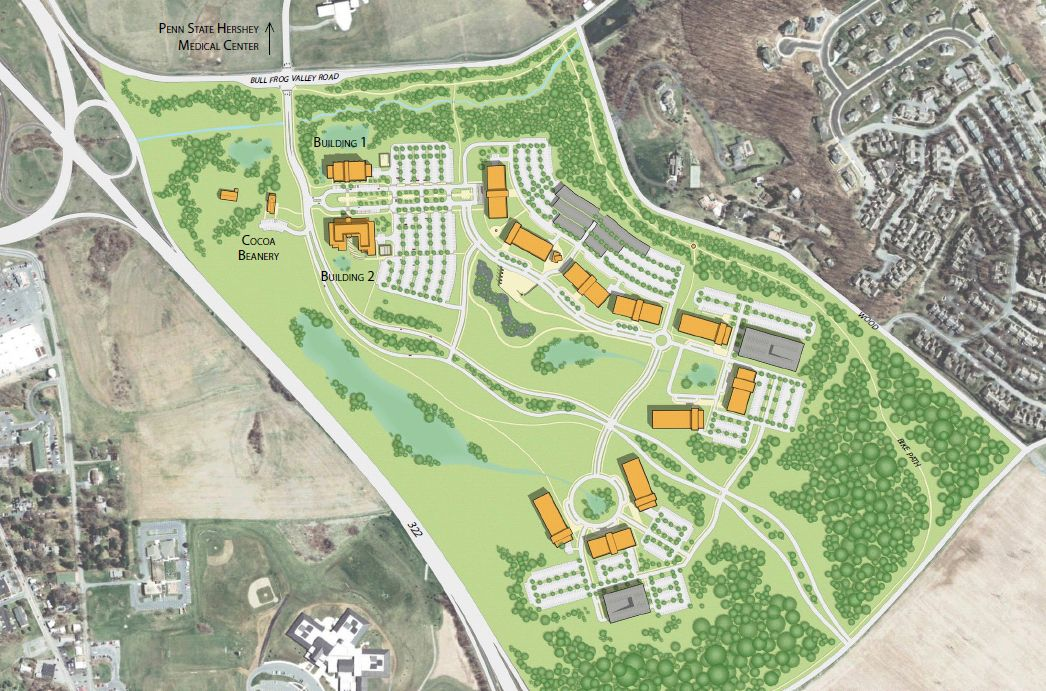 PENN STATE HERSHEY
MEDICAL CENTER
BULL FROG VALLEY ROAD
BUILDING 1
COCOA
BEANERY
BUILDING 2
WOOD
BIKE PATH
322